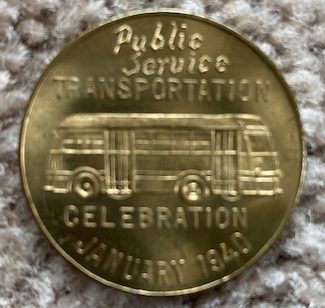 Public
Service
TRANSPORTATION
CELEBRATION
JANUARY 1940